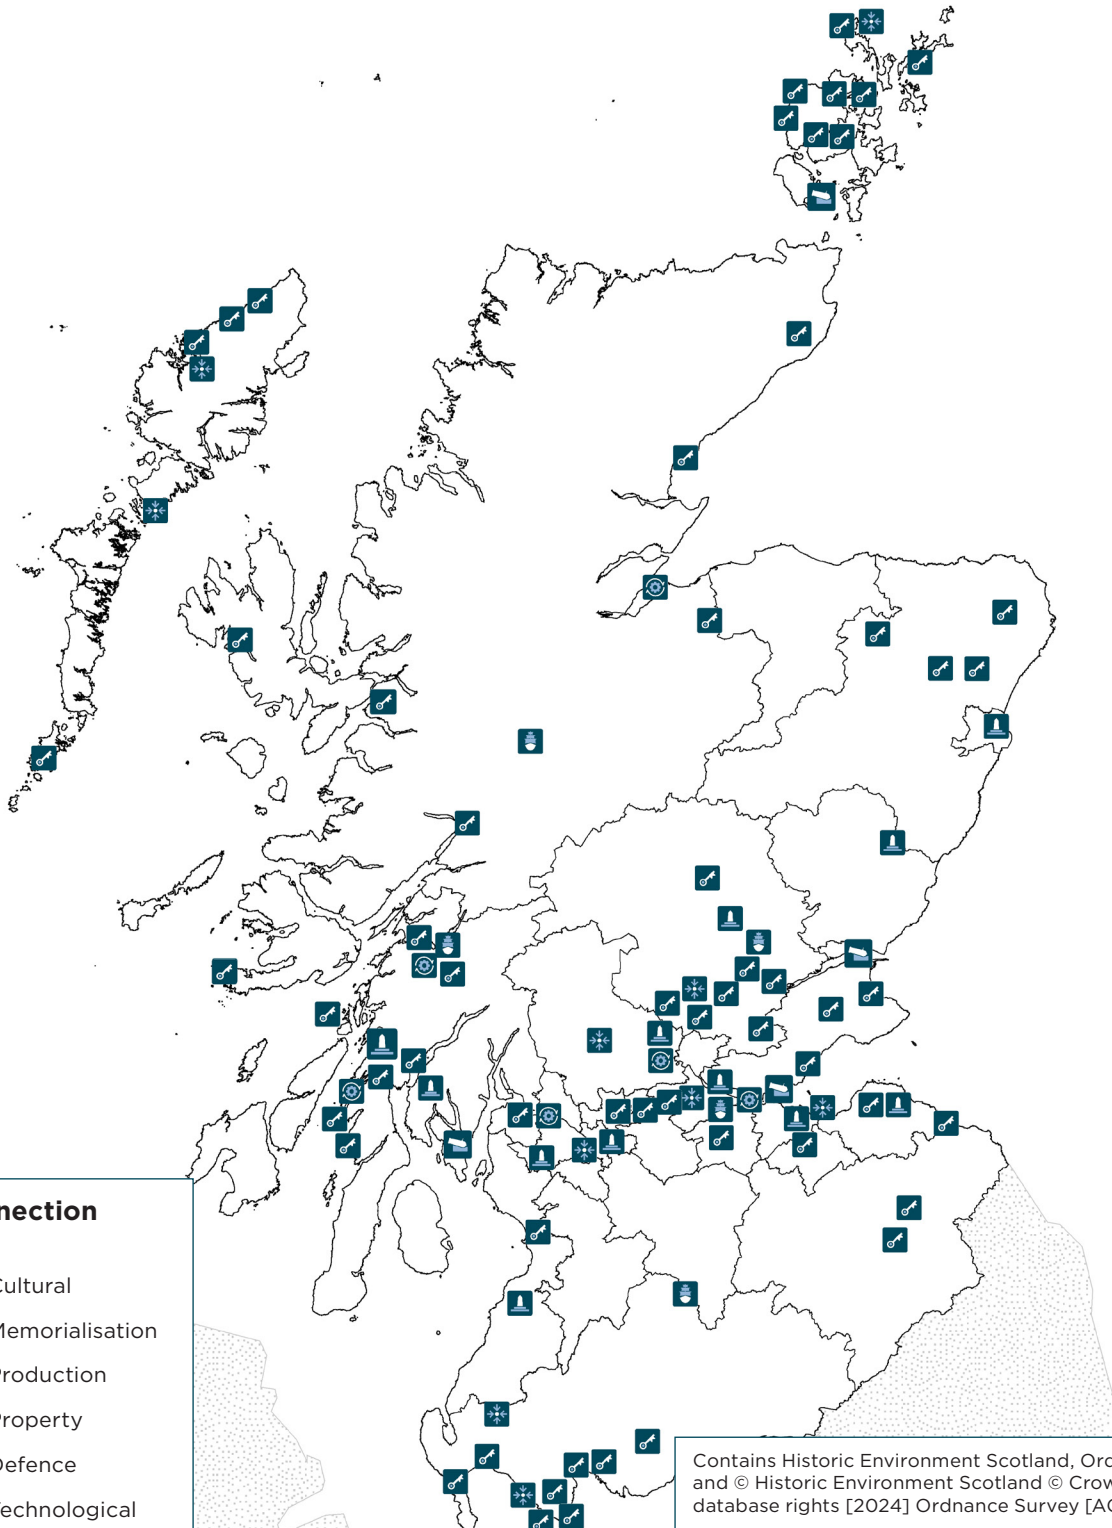 nection
Cultural
Memorialisation
Production
Property
Defence
Technological
Contains Historic Environment Scotland, Ord
and © Historic Environment Scotland © Crow
database rights [2024] Ordnance Survey [AC